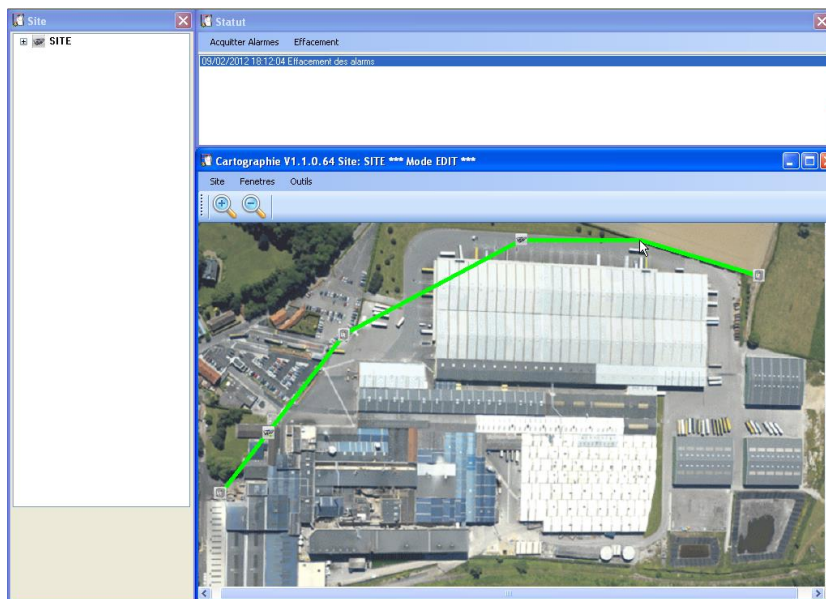 Site
SITE
Statut
Acquitter Alarmes Effacement
09/02/2012 18:12:04 Effacement des alarms
Cartographie V1.1.0.64 Site: SITE *** Mode EDIT ***
Site Fenetres Outils